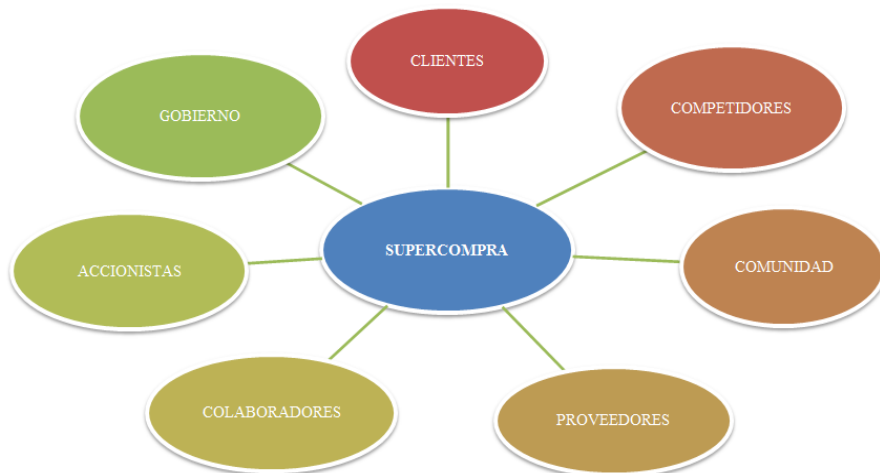 CLIENTES
GOBIERNO
COMPETIDORES
SUPERCOMPRA
ACCIONISTAS
COMUNIDAD
COLABORADORES
PROVEEDORES